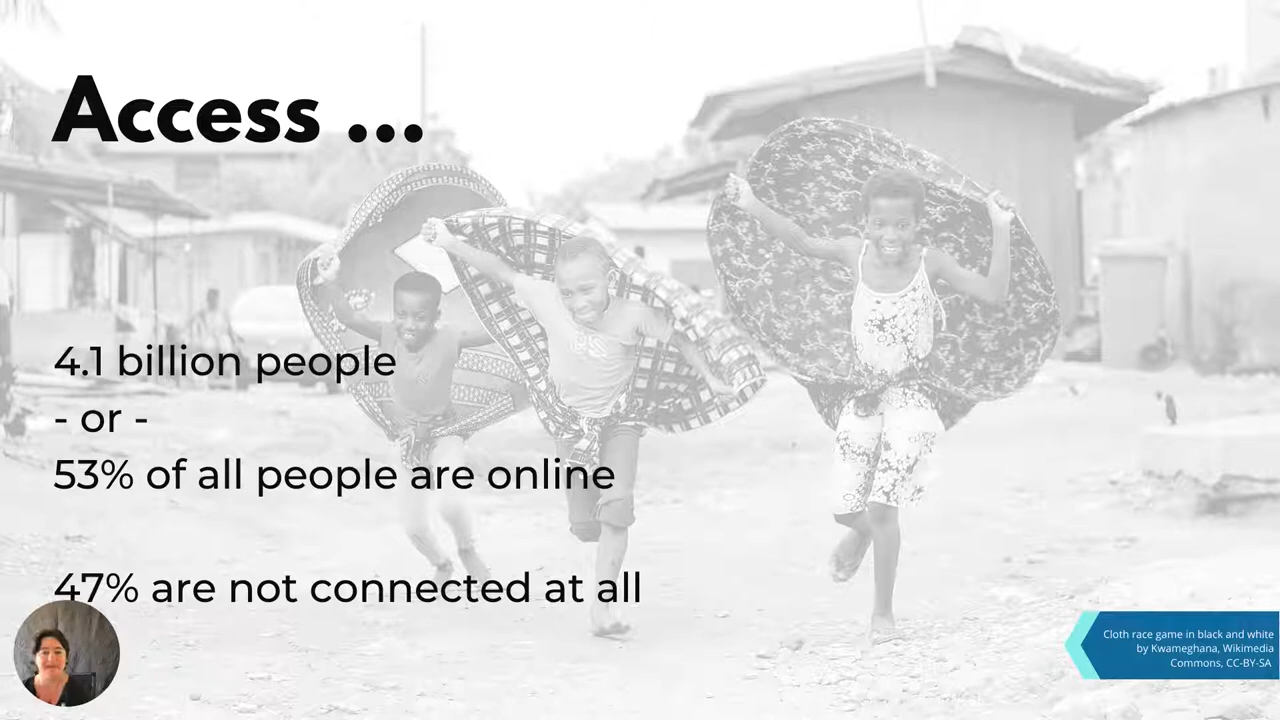 Access ...
4.1 billion people
- or -
53% of all people are online
47% are not connected at all
Cloth race game in black and white
by Kwameghana, Wikimedia
Commons, CC-BY-SA